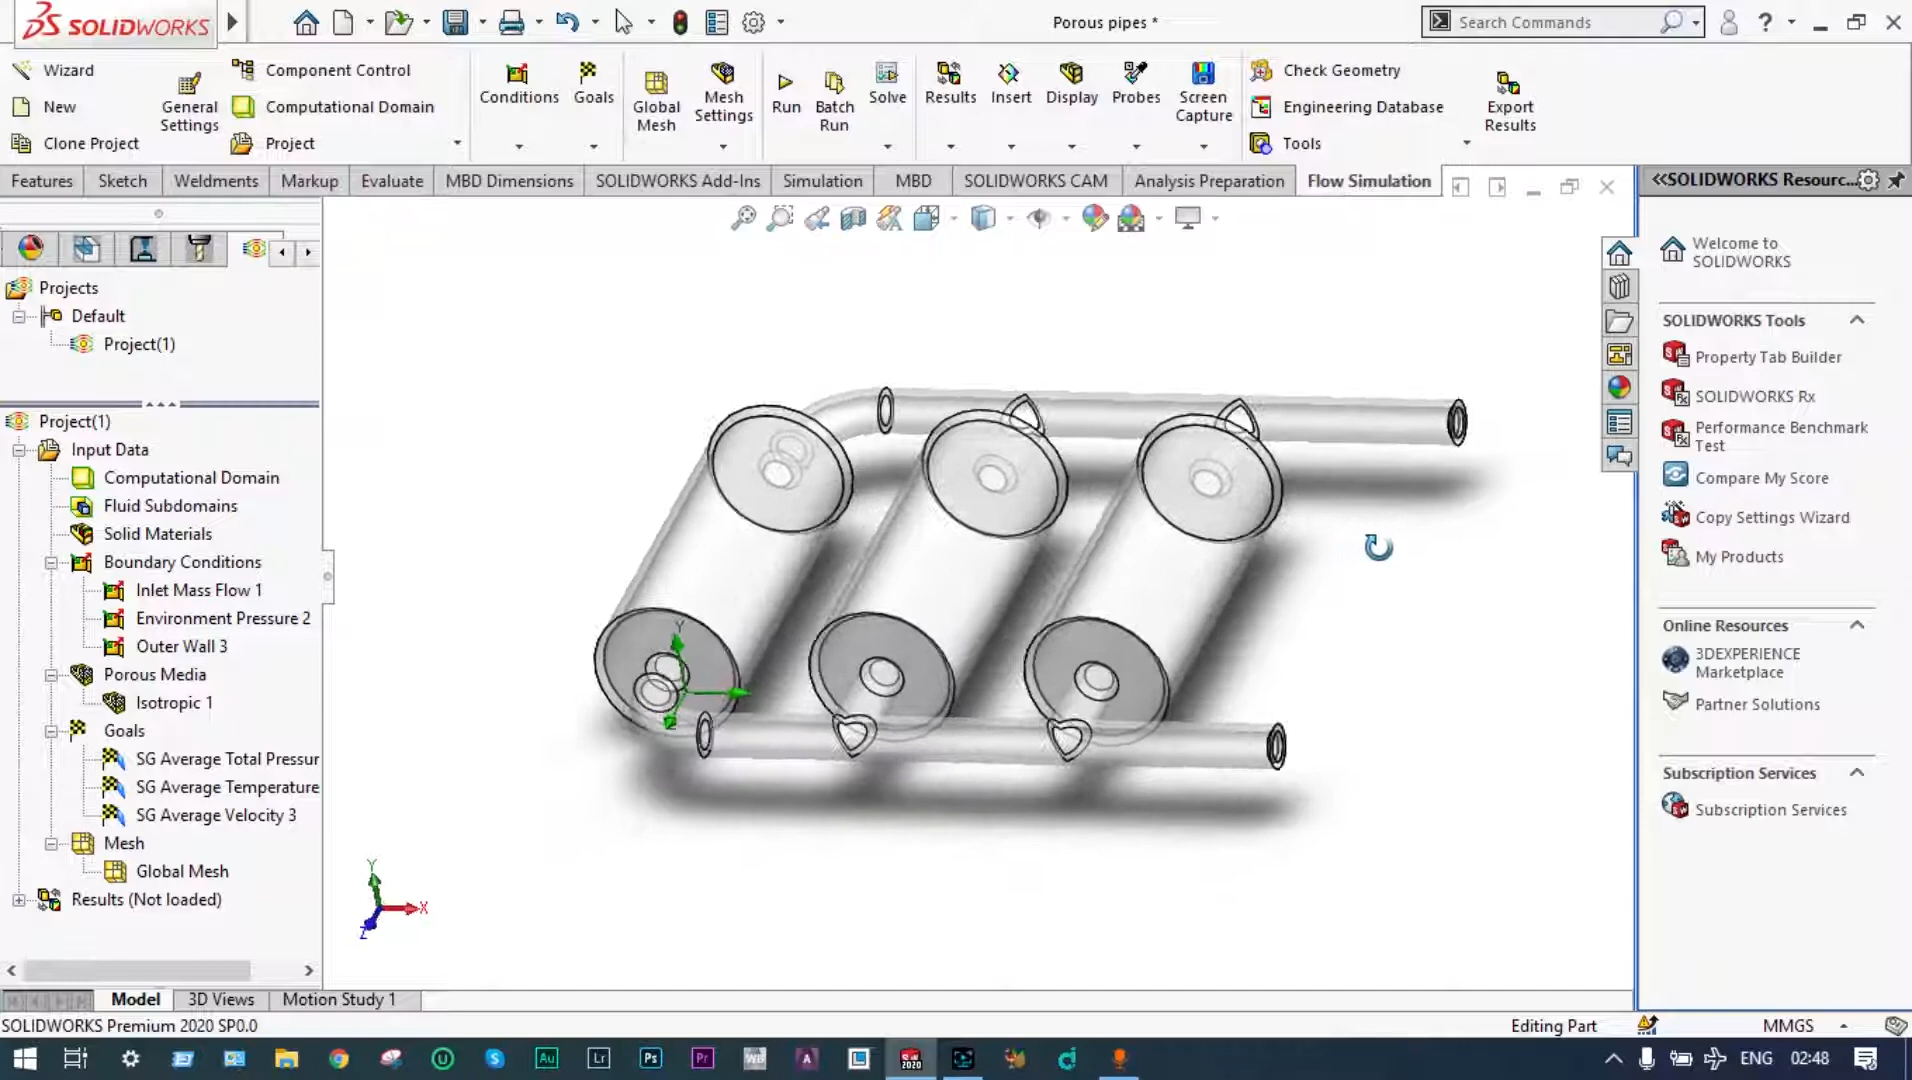 SOLIDWORKS
Porous pipes *
Search Commands
Wizard
New
Clone Project
General Settings
Component Control
Computational Domain
Project
Conditions
Goals
Global Mesh
Mesh Settings
Run
Batch Run
Solve
Results
Insert
Display
Probes
Screen Capture
Check Geometry
Engineering Database
Tools
Export Results
Features
Sketch
Weldments
Markup
Evaluate
MBD Dimensions
SOLIDWORKS Add-Ins
Simulation
MBD
SOLIDWORKS CAM
Analysis Preparation
Flow Simulation
Projects
Default
Project(1)
Project(1)
Input Data
Computational Domain
Fluid Subdomains
Solid Materials
Boundary Conditions
Inlet Mass Flow 1
Environment Pressure 2
Outer Wall 3
Porous Media
Isotropic 1
Goals
SG Average Total Pressur
SG Average Temperature
SG Average Velocity 3
Mesh
Global Mesh
Results (Not loaded)
Y
Y
X
Z
«SOLIDWORKS Resourc...
Welcome to
SOLIDWORKS
SOLIDWORKS Tools
Property Tab Builder
SOLIDWORKS Rx
Performance Benchmark
Test
Compare My Score
Copy Settings Wizard
My Products
Online Resources
3DEXPERIENCE
Marketplace
Partner Solutions
Subscription Services
Subscription Services
Model
3D Views
Motion Study 1
SOLIDWORKS Premium 2020 SP0.0
Editing Part
MMGS
Au
Lr
Ps
Pr
WB
A
2020
ENG
02:48